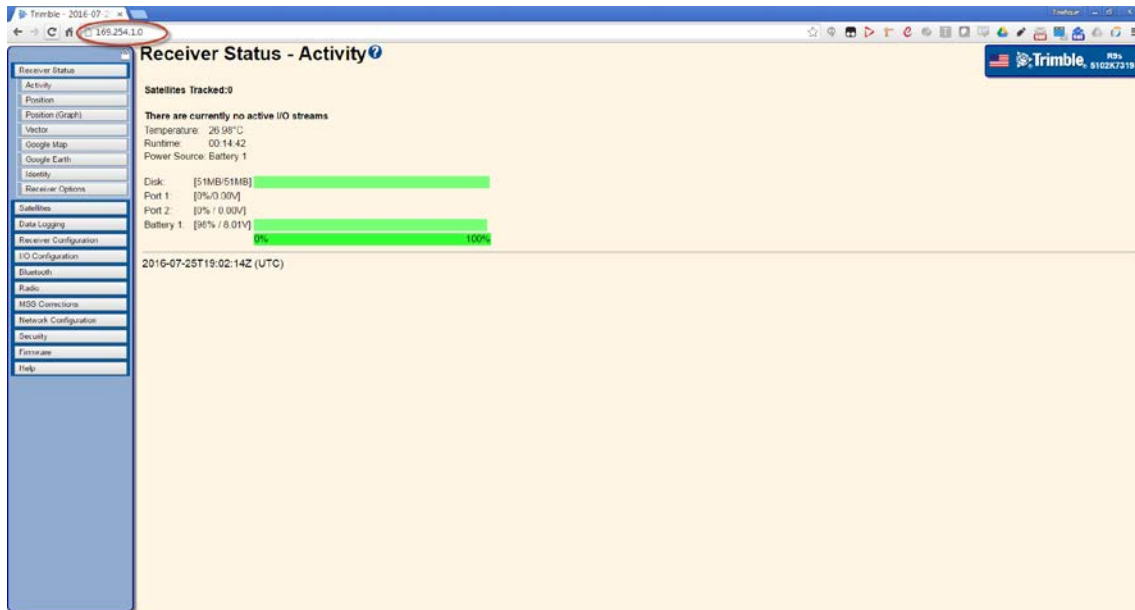 Trimble - 2016-07-2
169.254.1.0
Receiver Status - Activity
Trimble. R9s
5102K7319
Receiver Status
Activity
Position
Position (Graph)
Vector
Google Map
Google Earth
Identity
Receiver Options
Satellites
Data Logging
Receiver Configuration
I/O Configuration
Bluetooth
Radio
MSS Corrections
Network Configuration
Security
Firmware
Help
Satellites Tracked:0
There are currently no active I/O streams
Temperature: 26.98°C
Runtime: 00:14:42
Power Source: Battery 1
Disk: [51MB/51MB]
Port 1: [0%/0.00V]
Port 2: [0% / 0.00V]
Battery 1: [98% / 8.01V]
0% 100%
2016-07-25T19:02:14Z (UTC)